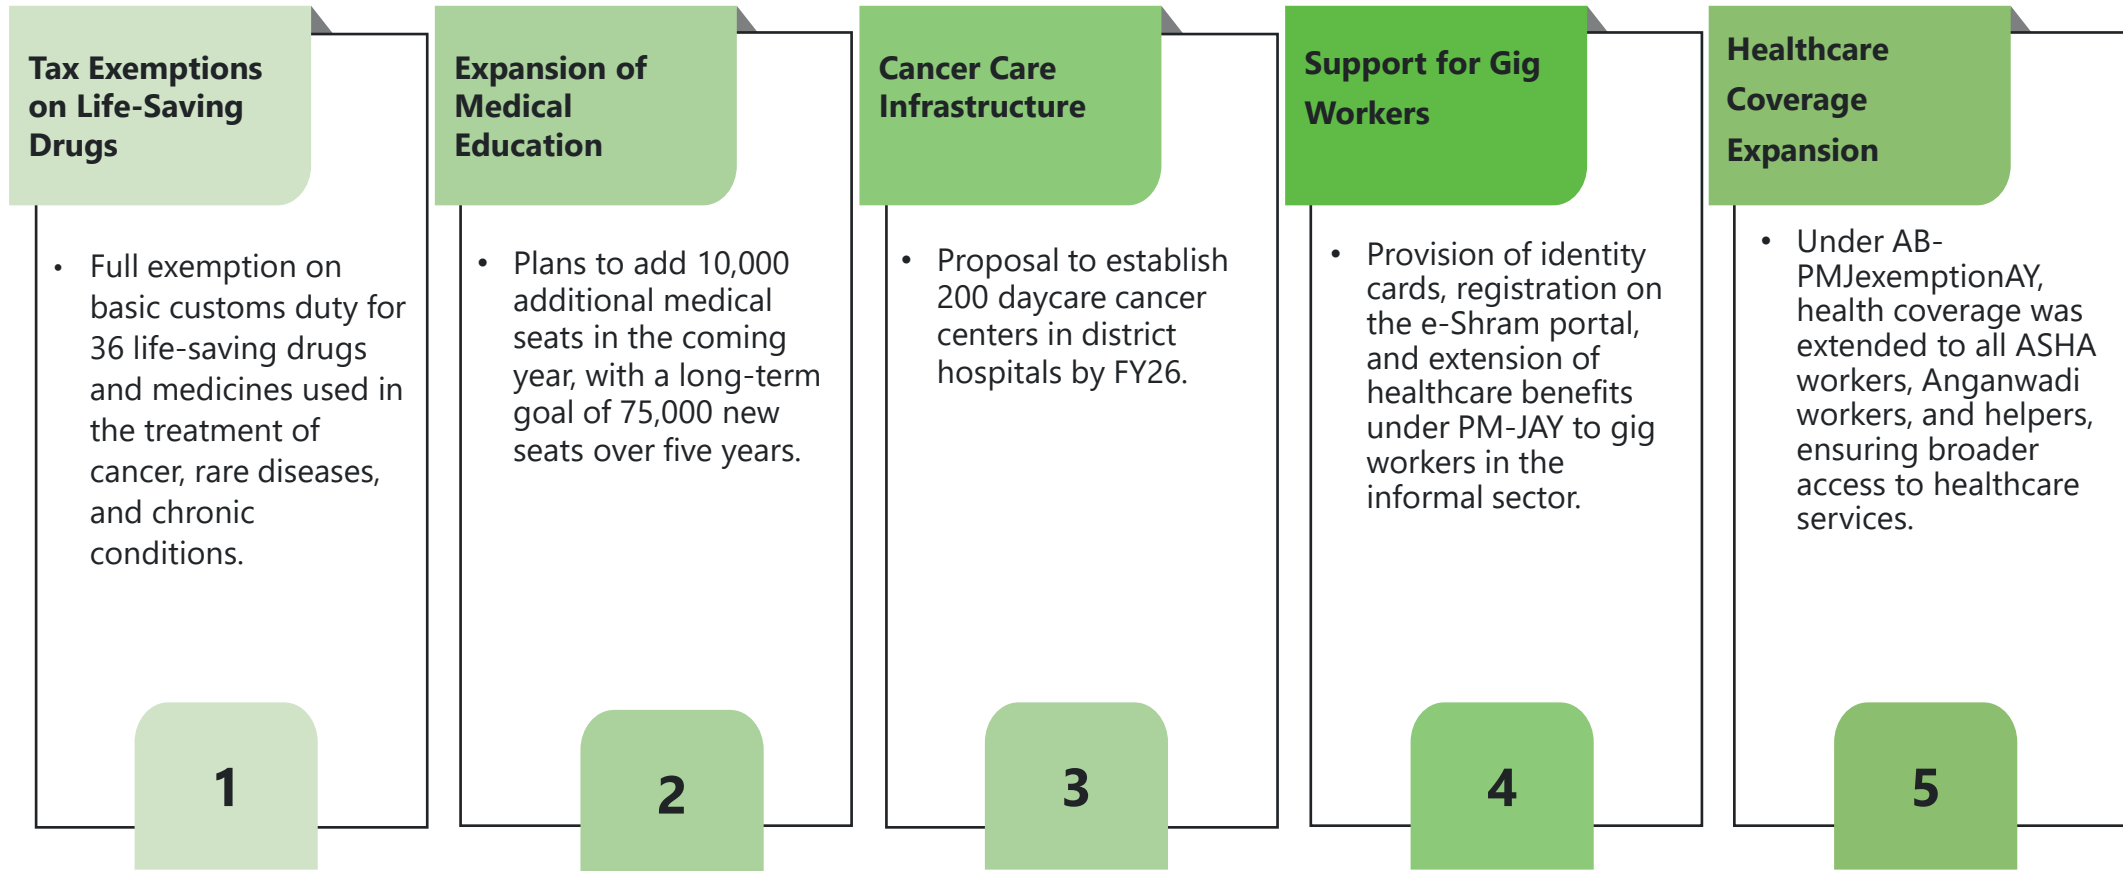 Tax Exemptions
on Life-Saving
Drugs
• Full exemption on
basic customs duty for
36 life-saving drugs
and medicines used in
the treatment of
cancer, rare diseases,
and chronic
conditions.
1
Expansion of
Medical
Education
• Plans to add 10,000
additional medical
seats in the coming
year, with a long-term
goal of 75,000 new
seats over five years.
2
Cancer Care
Infrastructure
• Proposal to establish
200 daycare cancer
centers in district
hospitals by FY26.
3
Support for Gig
Workers
• Provision of identity
cards, registration on
the e-Shram portal,
and extension of
healthcare benefits
under PM-JAY to gig
workers in the
informal sector.
4
Healthcare
Coverage
Expansion
• Under AB-
PMJexemptionAY,
health coverage was
extended to all ASHA
workers, Anganwadi
workers, and helpers,
ensuring broader
access to healthcare
services.
5